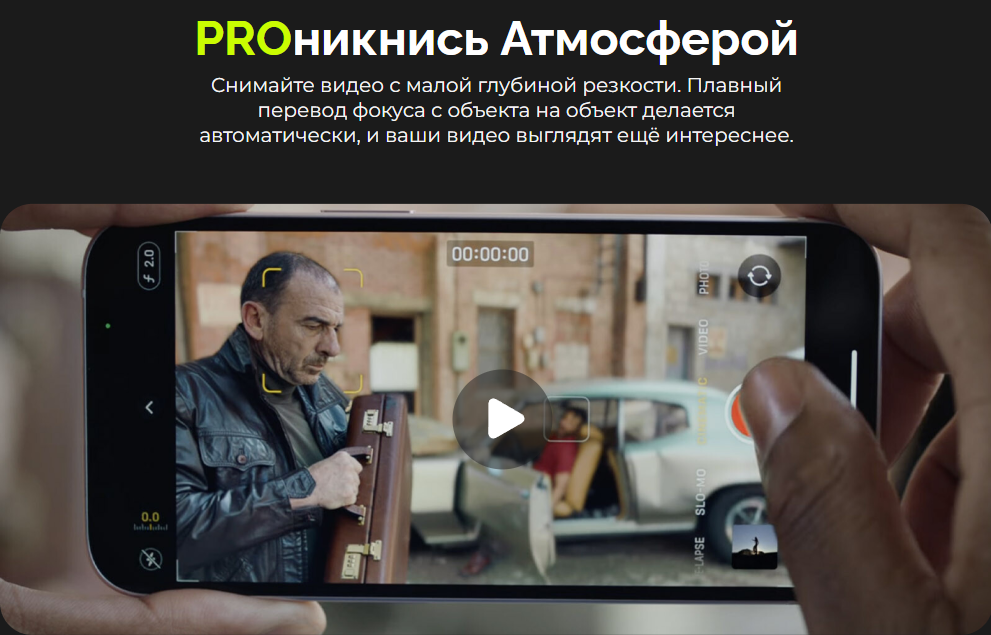 PROникнись Атмосферой
Снимайте видео с малой глубиной резкости. Плавный
перевод фокуса с объекта на объект делается
автоматически, и ваши видео выглядят ещё интереснее.
f 2.0
00:00:00
PHOTO
VIDEO
SLO-MO
0.0